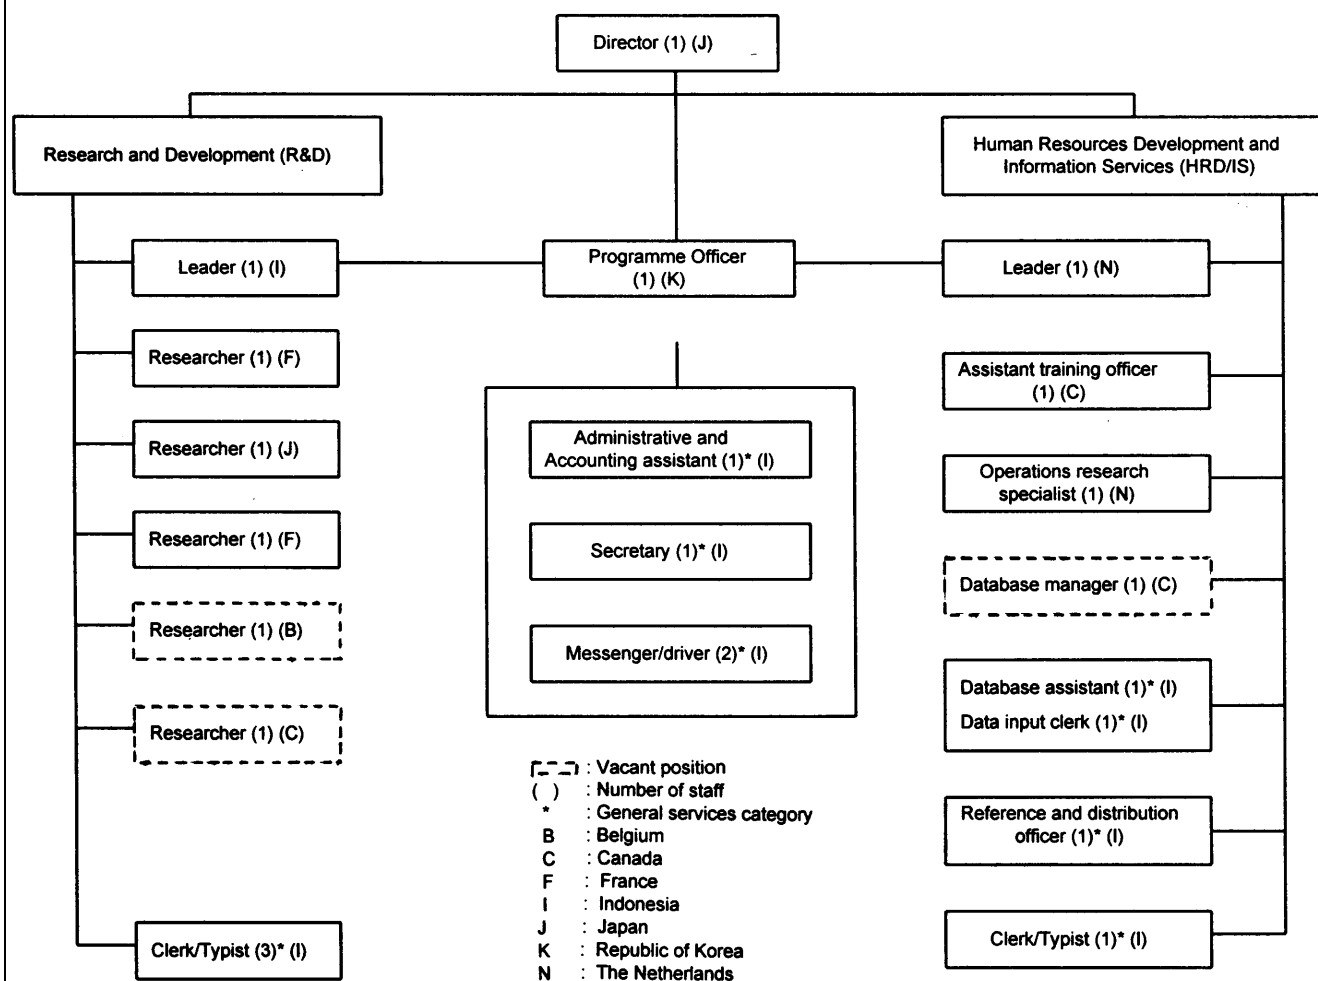 Director (1) (J)
Research and Development (R&D)
Human Resources Development and
Information Services (HRD/IS)
Leader (1) (I)
Programme Officer
(1) (K)
Leader (1) (N)
Researcher (1) (F)
Assistant training officer
(1) (C)
Researcher (1) (J)
Administrative and
Accounting assistant (1)* (I)
Operations research
specialist (1) (N)
Researcher (1) (F)
Secretary (1)* (I)
Database manager (1) (C)
Researcher (1) (B)
Messenger/driver (2)* (I)
Database assistant (1)* (I)
Data input clerk (1)* (I)
Researcher (1) (C)
: Vacant position
( ) : Number of staff
* : General services category
B : Belgium
C : Canada
F : France
I : Indonesia
J : Japan
K : Republic of Korea
N : The Netherlands
Reference and distribution
officer (1)* (I)
Clerk/Typist (3)* (I)
Clerk/Typist (1)* (I)